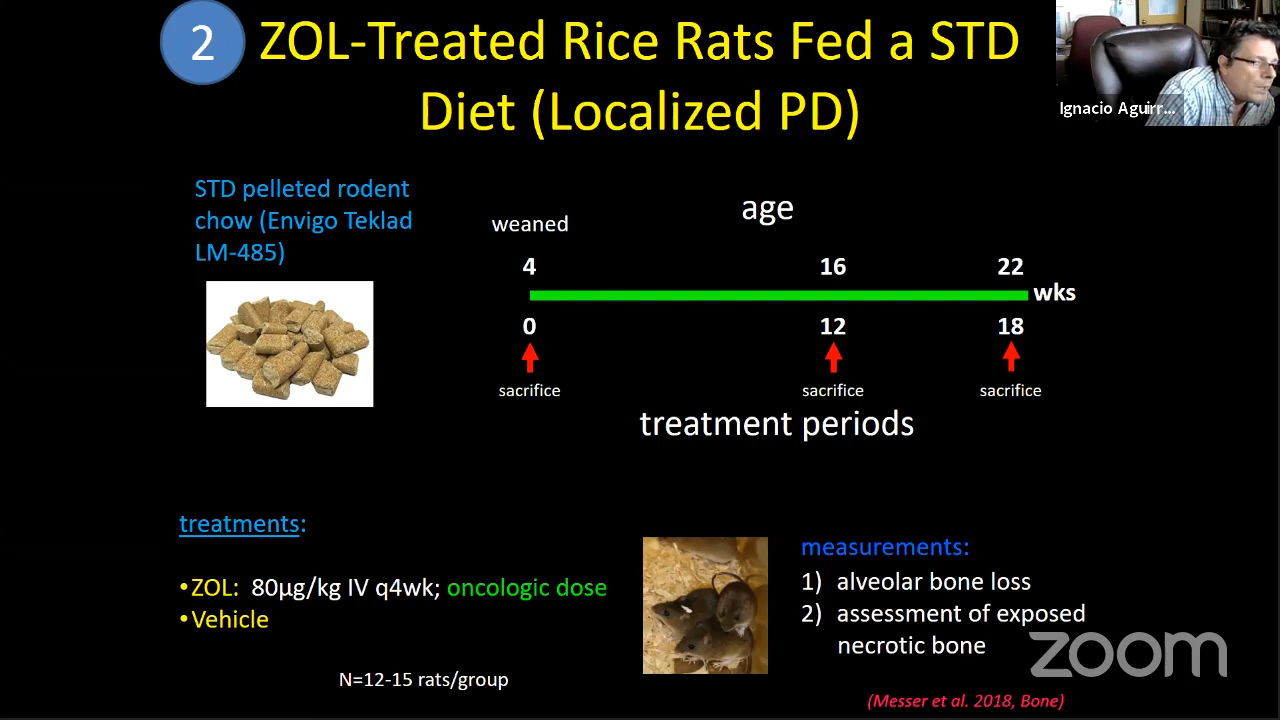 2
ZOL-Treated Rice Rats Fed a STD
Diet (Localized PD)
Ignacio Aguirr...
STD pelleted rodent
chow (Envigo Teklad
LM-485)
age
weaned
4 16 22
wks
0 12 18
sacrifice sacrifice sacrifice
treatment periods
treatments:
•ZOL: 80µg/kg IV q4wk; oncologic dose
•Vehicle
N=12-15 rats/group
measurements:
1) alveolar bone loss
2) assessment of exposed
necrotic bone
zoom
(Messer et al. 2018, Bone)